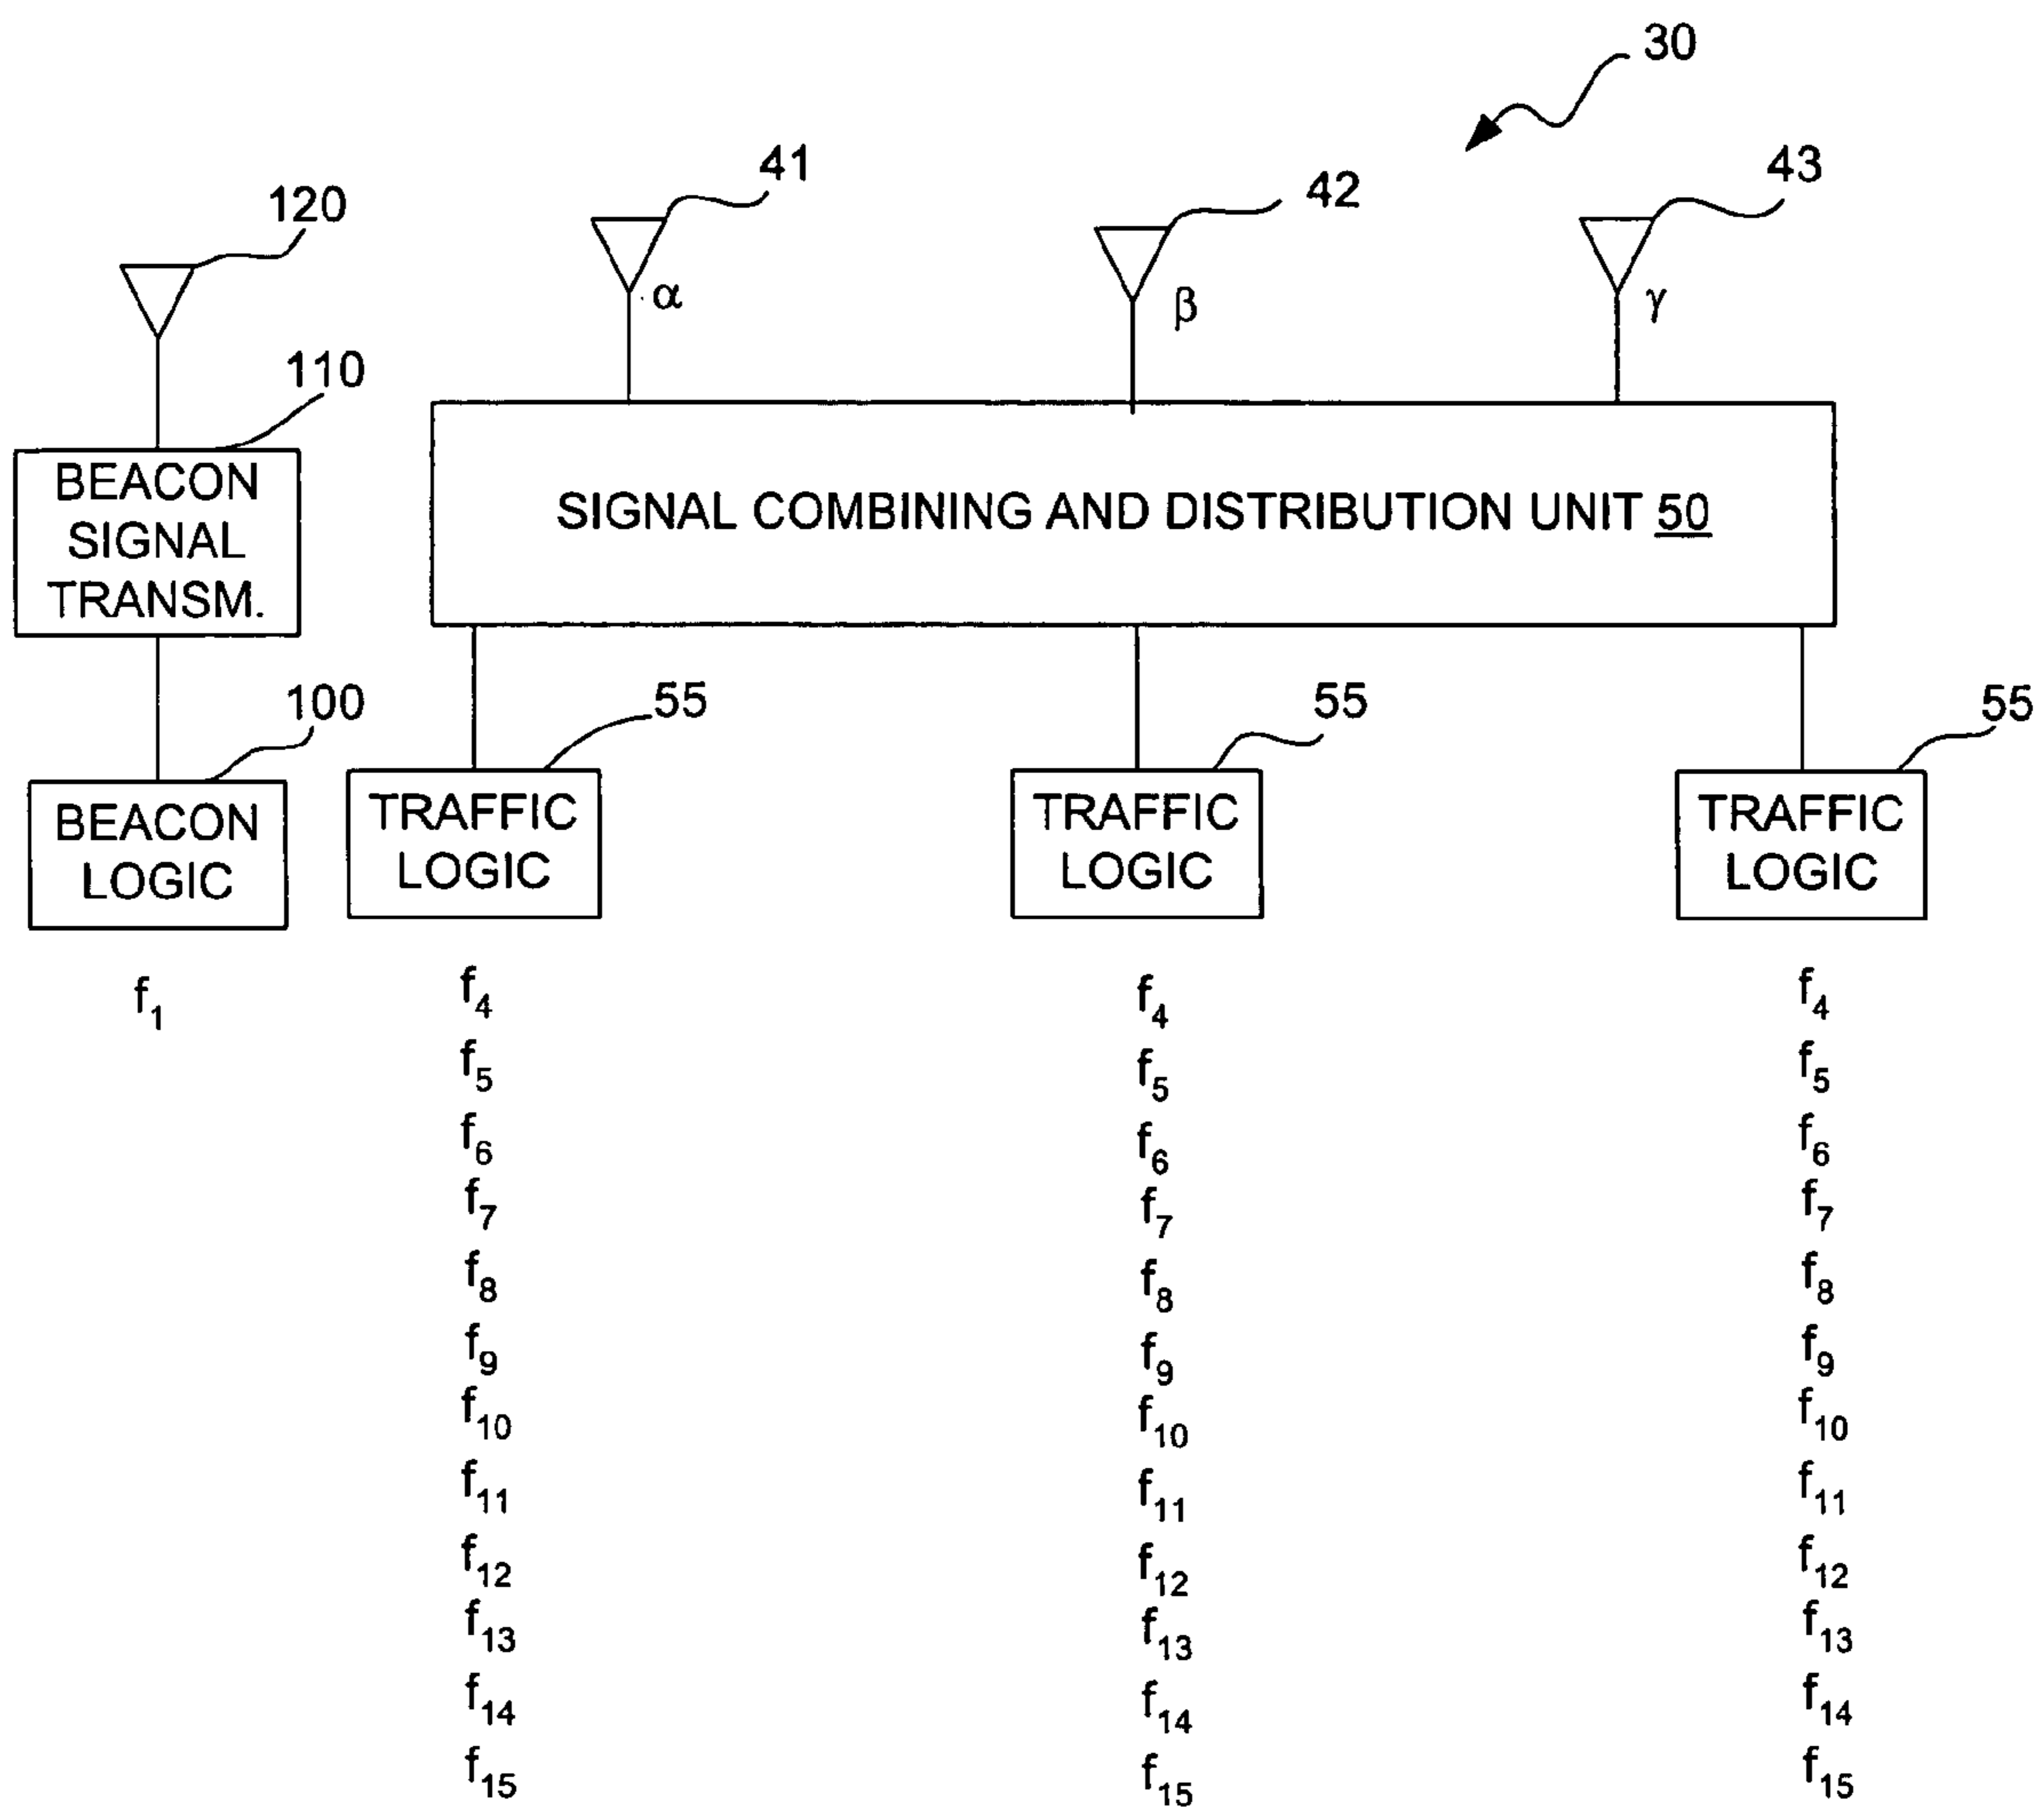 30
41
43
42
120
α
β
γ
110
BEACON
SIGNAL
TRANSM.
SIGNAL COMBINING AND DISTRIBUTION UNIT 50
100
55
55
55
BEACON
LOGIC
TRAFFIC
LOGIC
TRAFFIC
LOGIC
TRAFFIC
LOGIC
f1
f4
f5
f6
f7
f8
f9
f10
f11
f12
f13
f14
f15
f4
f5
f6
f7
f8
f9
f10
f11
f12
f13
f14
f15
f4
f5
f6
f7
f8
f9
f10
f11
f12
f13
f14
f15